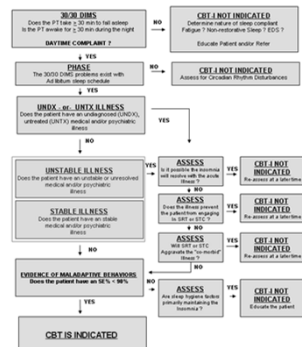 30/30 DIMS
Does the PT take > 30 min to fall asleep
Is the PT awake for > 30 min during the night
DAYTIME COMPLAINT ?
NO
CBT-I NOT INDICATED
Determine nature of sleep complaint
Fatigue ? Non-restorative Sleep ? EDS ?
Educate Patient and/or Refer
YES
PHASE
The 30/30 DIMS problems exist with
Ad libitum sleep schedule
NO
CBT-I NOT INDICATED
Assess for Circadian Rhythm Disturbances
YES
UNDX - or- UNTX ILLNESS
Does the patient have an undiagnosed (UNDX),
untreated (UNTX) medical and/or psychiatric
illness
YES
NO
UNSTABLE ILLNESS
Does the patient have an unstable or unresolved
medical and/or psychiatric
illness
YES
ASSESS
Is it possible the insomnia
will resolve with the acute
illness ?
YES
CBT-I NOT
INDICATED
Re-assess at a later time
NO
STABLE ILLNESS
Does the patient have an stable
medical and/or psychiatric
illness
ASSESS
Does the illness prevent
the patient from engaging
in SRT or STC ?
YES
CBT-I NOT
INDICATED
Re-assess at a later time
NO
ASSESS
Will SRT or STC
Aggravate the "co-morbid"
illness ?
YES
CBT-I NOT
INDICATED
Re-assess at a later time
NO
NO
EVIDENCE OF MALADAPTIVE BEHAVIORS
Does the patient have an SE% < 90%
NO
ASSESS
Are sleep hygiene factors
primarily maintaining the
Insomnia ?
YES
CBT-I NOT
INDICATED
Educate the patient
YES
CBT IS INDICATED